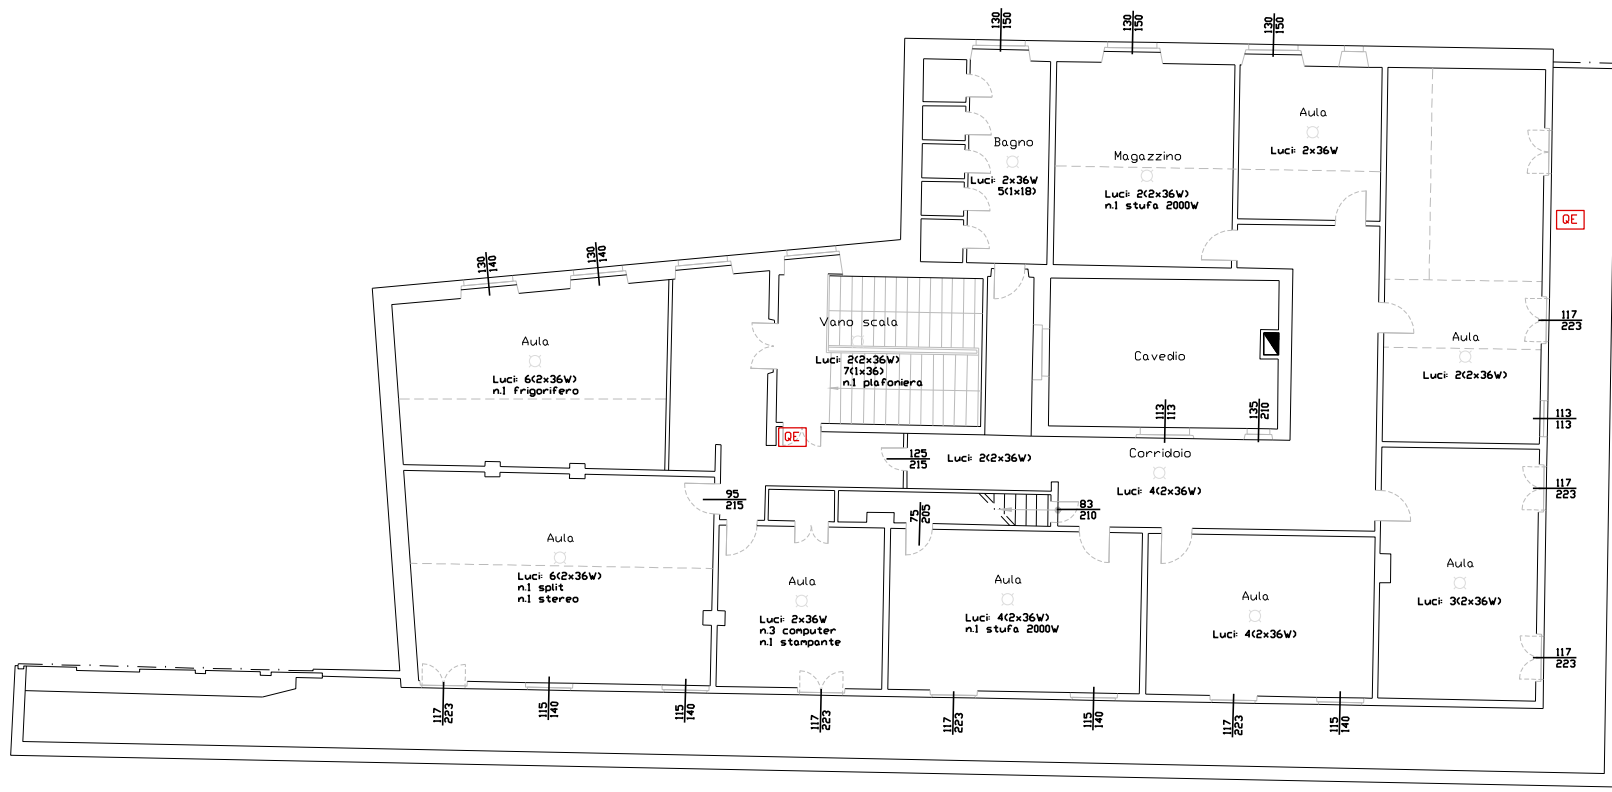 130
150
130
150
130
150
Aula
Luci: 2x36W
Bagno
Luci: 2x36W
5(1x18)
Magazzino
Luci: 2(2x36W)
n.1 stufa 2000W
QE
130
140
130
140
Vano scala
Luci: 2(2x36W)
7(1x36)
n.1 plafoniera
Aula
Luci: 6(2x36W)
n.1 frigorifero
Cavedio
117
223
Aula
Luci: 2(2x36W)
113
113
135
210
113
113
QE
125
215
Luci: 2(2x36W)
Corridoio
Luci: 4(2x36W)
95
215
75
205
83
210
117
223
Aula
Luci: 6(2x36W)
n.1 split
n.1 stereo
Aula
Luci: 2x36W
n.3 computer
n.1 stampante
Aula
Luci: 4(2x36W)
n.1 stufa 2000W
Aula
Luci: 4(2x36W)
Aula
Luci: 3(2x36W)
117
223
117
223
115
140
115
140
117
223
117
223
115
140
117
223
115
140